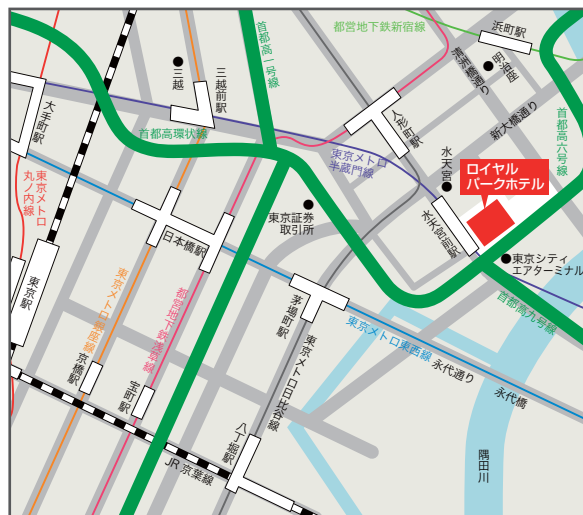 首都高一号線
都営地下鉄新宿線
浜町駅
三越
三越前駅
清洲橋通り
明治座
大手町駅
首都高環状線
人形町駅
新大橋通り
首都高六号線
東京メトロ
半蔵門線
水天宮
ロイヤル
パークホテル
東京メトロ
丸ノ内線
東京証券
取引所
日本橋駅
水天宮前駅
東京シティ
エアターミナル
東京駅
東京メトロ銀座線
都営地下鉄浅草線
茅場町駅
首都高九号線
東京メトロ東西線
永代通り
京橋駅
宝町駅
東京メトロ日比谷線
永代橋
八丁堀駅
JR京葉線
隅田川